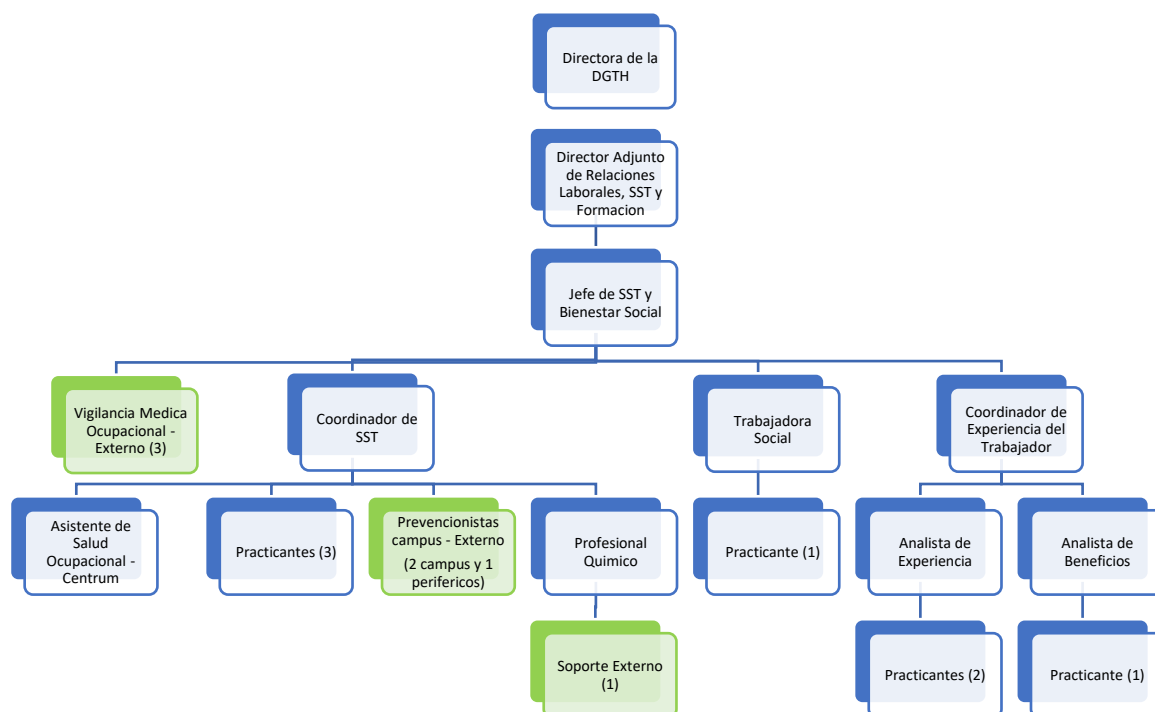 Directora de la
DGTH
Director Adjunto
de Relaciones
Laborales, SST y
Formacion
Jefe de SST y
Bienestar Social
Vigilancia Medica
Ocupacional -
Externo (3)
Coordinador de
SST
Trabajadora
Social
Coordinador de
Experiencia del
Trabajador
Asistente de
Salud
Ocupacional -
Centrum
Practicantes (3)
Prevencionistas
campus - Externo
(2 campus y 1
perifericos)
Profesional
Quimico
Practicante (1)
Analista de
Experiencia
Analista de
Beneficios
Soporte Externo
(1)
Practicantes (2)
Practicante (1)